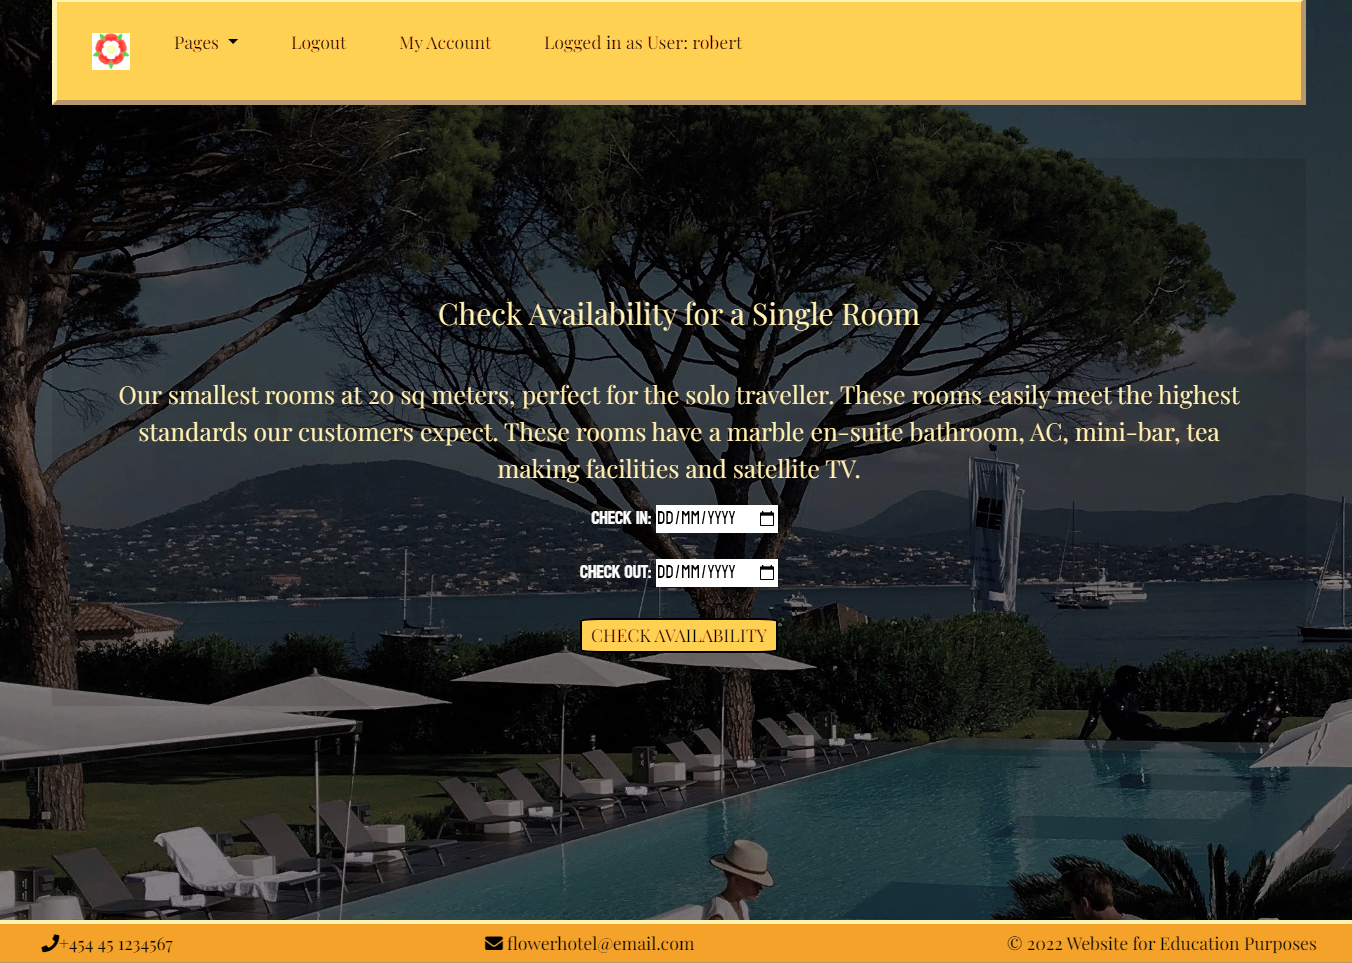 Pages
Logout
My Account
Logged in as User: robert
Check Availability for a Single Room
Our smallest rooms at 20 sq meters, perfect for the solo traveller. These rooms easily meet the highest
standards our customers expect. These rooms have a marble en-suite bathroom, AC, mini-bar, tea
making facilities and satellite TV.
CHECK IN: DD/MM/YYYY
CHECK OUT: DD/MM/YYYY
CHECK AVAILABILITY
+454 45 1234567
flowerhotel@email.com
© 2022 Website for Education Purposes